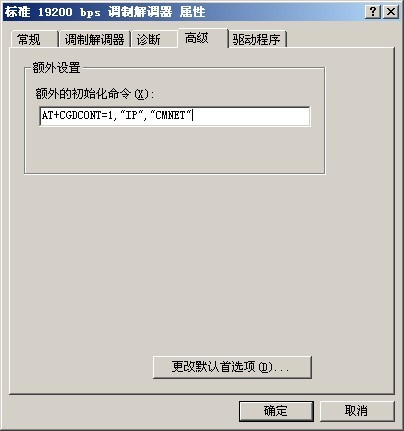 标准 19200 bps 调制解调器 属性
常规 调制解调器 诊断 高级 驱动程序
额外设置
额外的初始化命令(X):
AT+CGDCONT=1,"IP","CMNET"
更改默认首选项(D)...
确定 取消